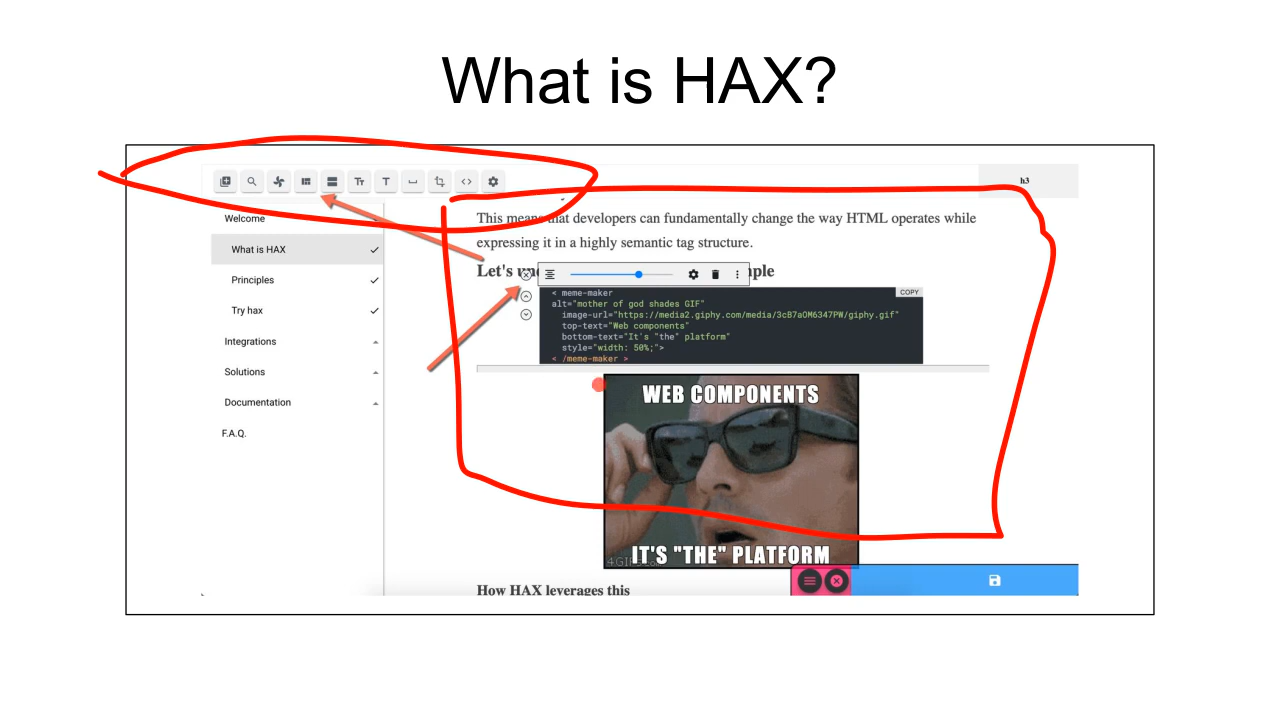 What is HAX?
h3
Welcome
What is HAX
Principles
Try hax
Integrations
Solutions
Documentation
F.A.Q.
This means that developers can fundamentally change the way HTML operates while
expressing it in a highly semantic tag structure.
Let's
COPY
< meme-maker
alt="mother of god shades GIF"
image-url="https://media2.giphy.com/media/3cB7aOM6347PW/giphy.gif"
top-text="Web components"
bottom-text="It's "the" platform"
style="width: 50%;">
< /meme-maker >
WEB COMPONENTS
IT'S "THE" PLATFORM
How HAX leverages this